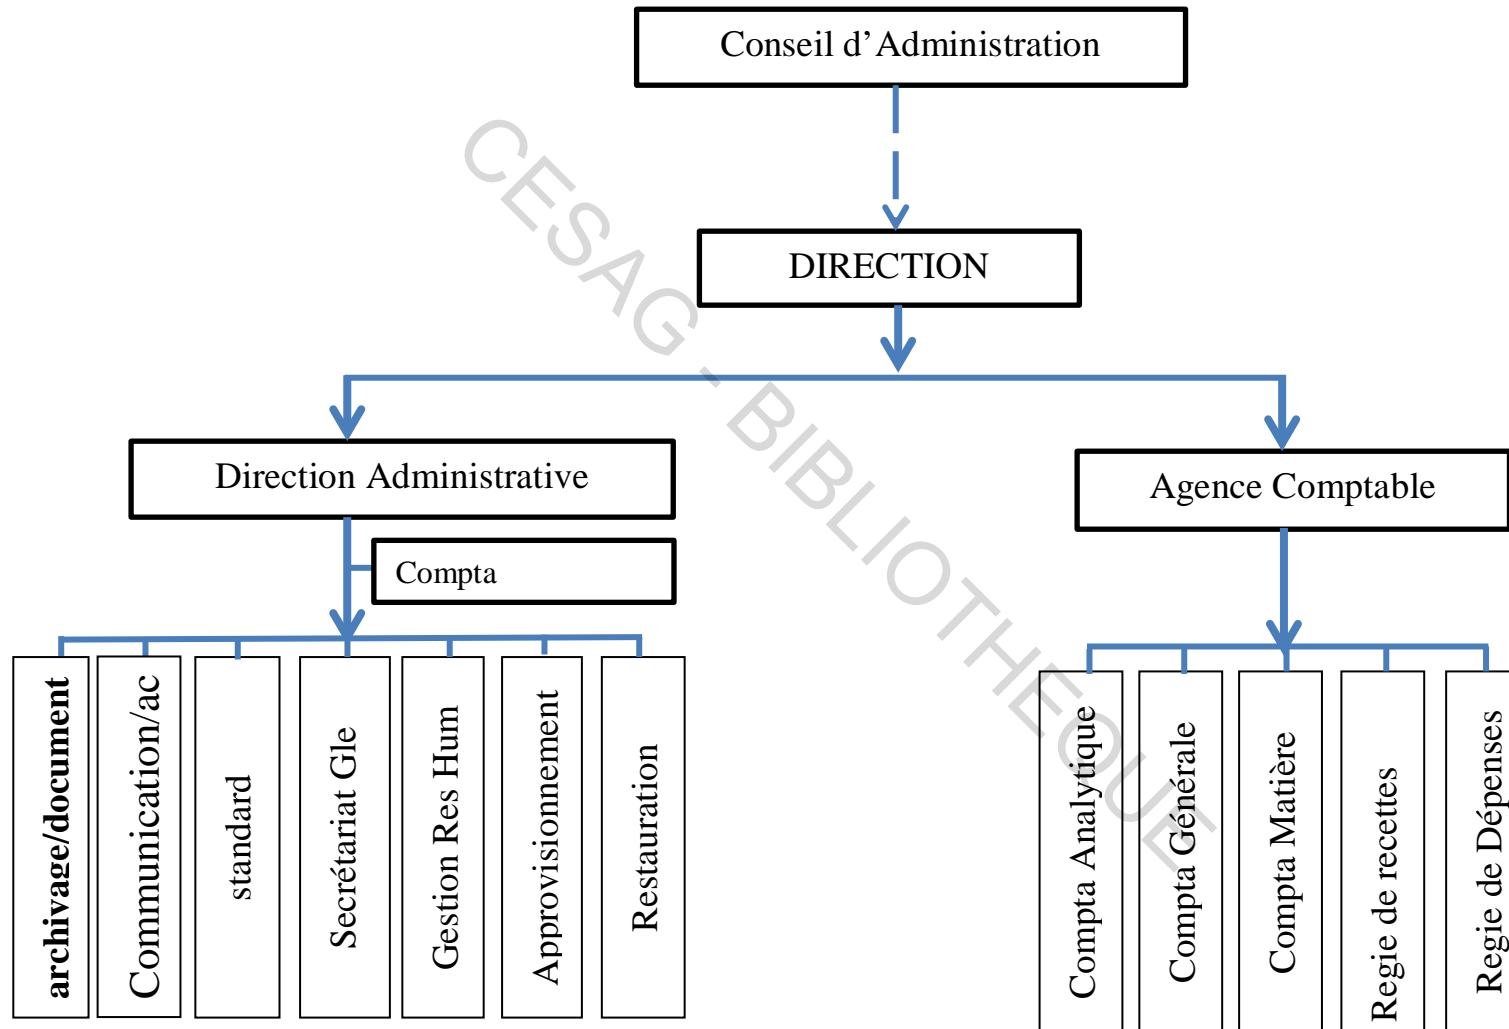 Conseil d'Administration
DIRECTION
Direction Administrative
Agence Comptable
Compta
archivage/document
Communication/ac
standard
Secrétariat Gle
Gestion Res Hum
Approvisionnement
Restauration
Compta Analytique
Compta Générale
Compta Matière
Regie de recettes
Regie de Dépenses
CESAG - BIBLIOTHEQUE